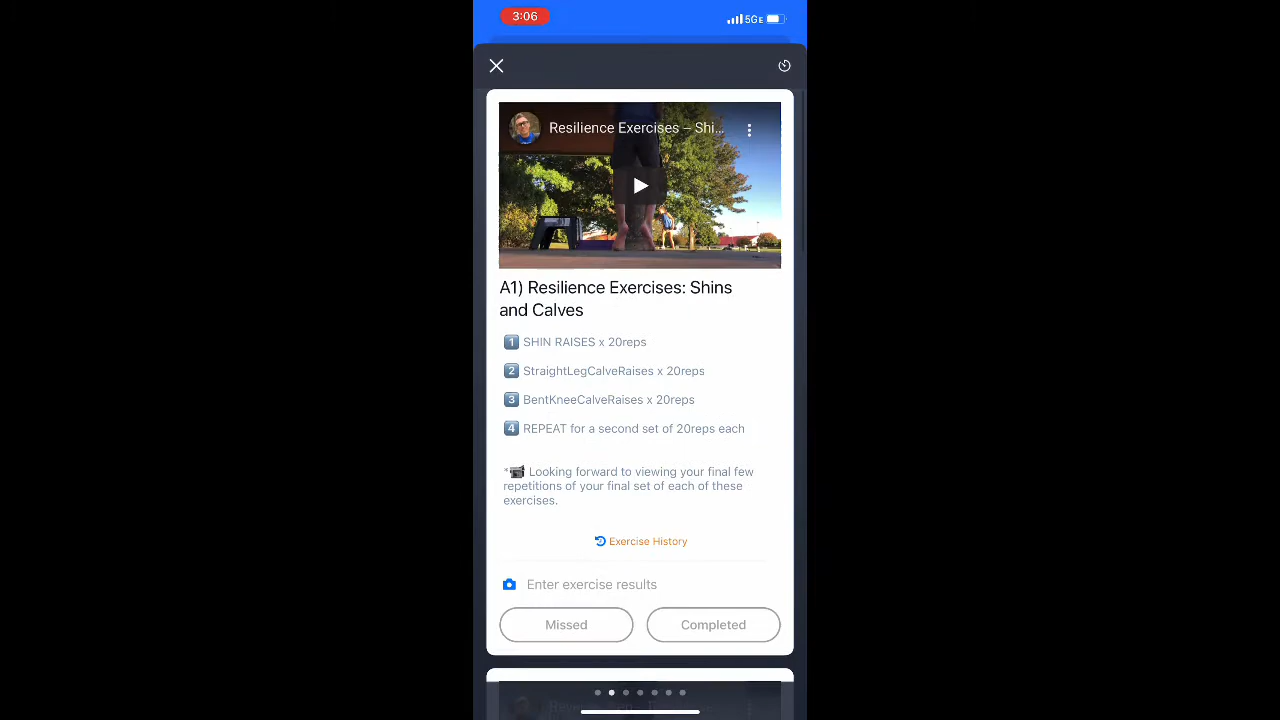 3:06
5GE
Resilience Exercises – Shi...
A1) Resilience Exercises: Shins
and Calves
1 SHIN RAISES x 20reps
2 StraightLegCalveRaises x 20reps
3 BentKneeCalveRaises x 20reps
4 REPEAT for a second set of 20reps each
*📹 Looking forward to viewing your final few
repetitions of your final set of each of these
exercises.
Exercise History
Enter exercise results
Missed
Completed